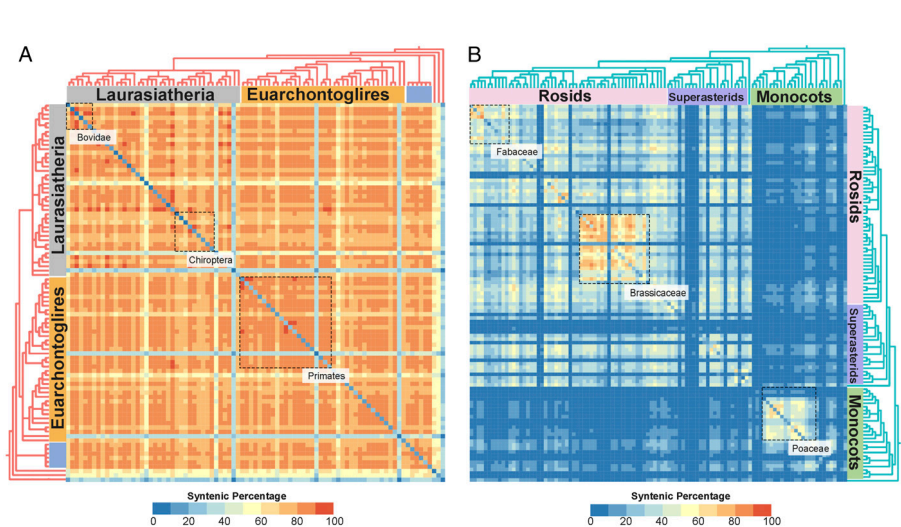 A
B
Laurasiatheria
Euarchontoglires
Rosids
Superasterids
Monocots
Laurasiatheria
Bovidae
Chiroptera
Euarchontoglires
Primates
Fabaceae
Brassicaceae
Poaceae
Rosids
Superasterids
Monocots
Syntenic Percentage
0 20 40 60 80 100
Syntenic Percentage
0 20 40 60 80 100